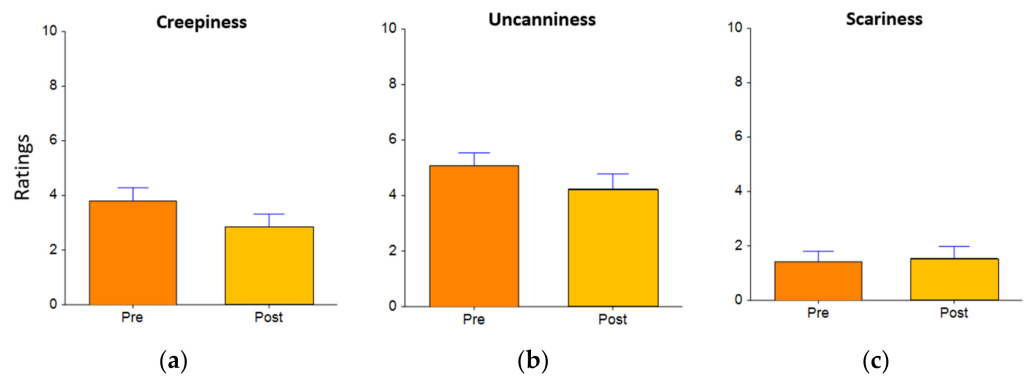 Creepiness
Uncanniness
Scariness
Ratings
10
8
6
4
2
0
Pre
Post
10
8
6
4
2
0
Pre
Post
10
8
6
4
2
0
Pre
Post
(a)
(b)
(c)